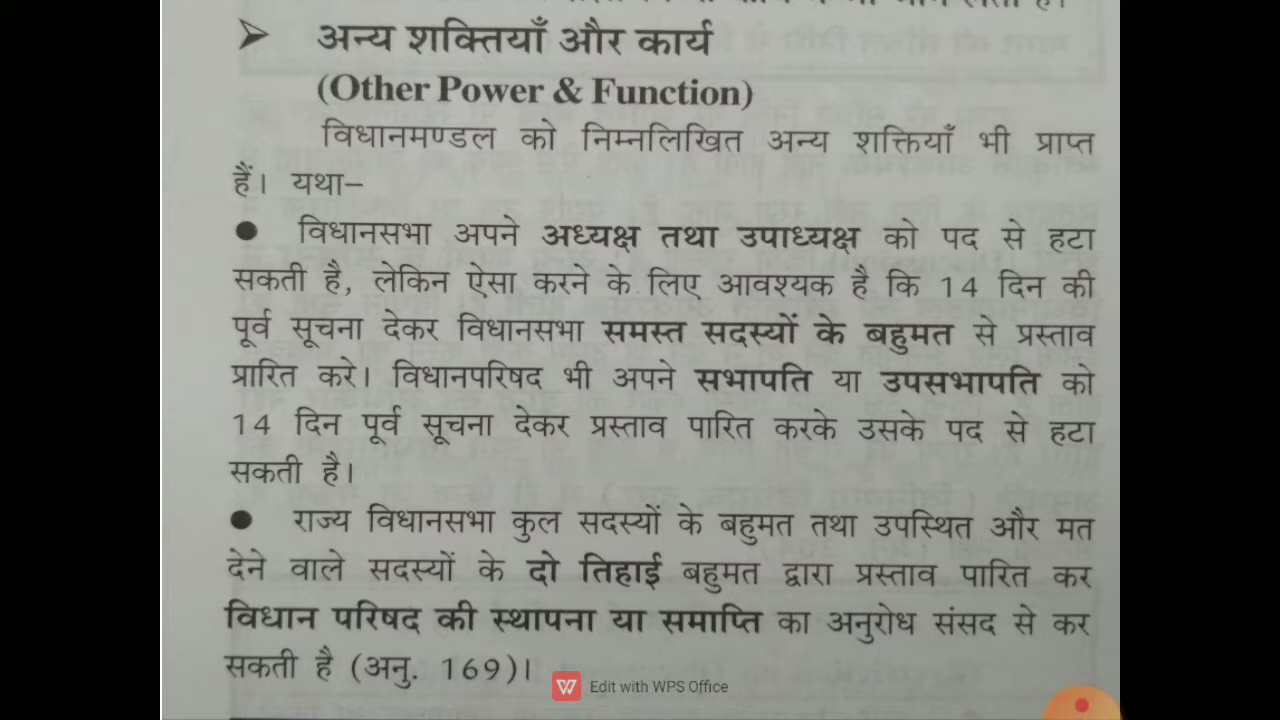 अन्य शक्तियाँ और कार्य
(Other Power & Function)
विधानमण्डल को निम्नलिखित अन्य शक्तियाँ भी प्राप्त
हैं। यथा–
● विधानसभा अपने अध्यक्ष तथा उपाध्यक्ष को पद से हटा
सकती है, लेकिन ऐसा करने के लिए आवश्यक है कि 14 दिन की
पूर्व सूचना देकर विधानसभा समस्त सदस्यों के बहुमत से प्रस्ताव
प्रारित करे। विधानपरिषद भी अपने सभापति या उपसभापति को
14 दिन पूर्व सूचना देकर प्रस्ताव पारित करके उसके पद से हटा
सकती है।
● राज्य विधानसभा कुल सदस्यों के बहुमत तथा उपस्थित और मत
देने वाले सदस्यों के दो तिहाई बहुमत द्वारा प्रस्ताव पारित कर
विधान परिषद की स्थापना या समाप्ति का अनुरोध संसद से कर
सकती है (अनु. 169)।
Edit with WPS Office